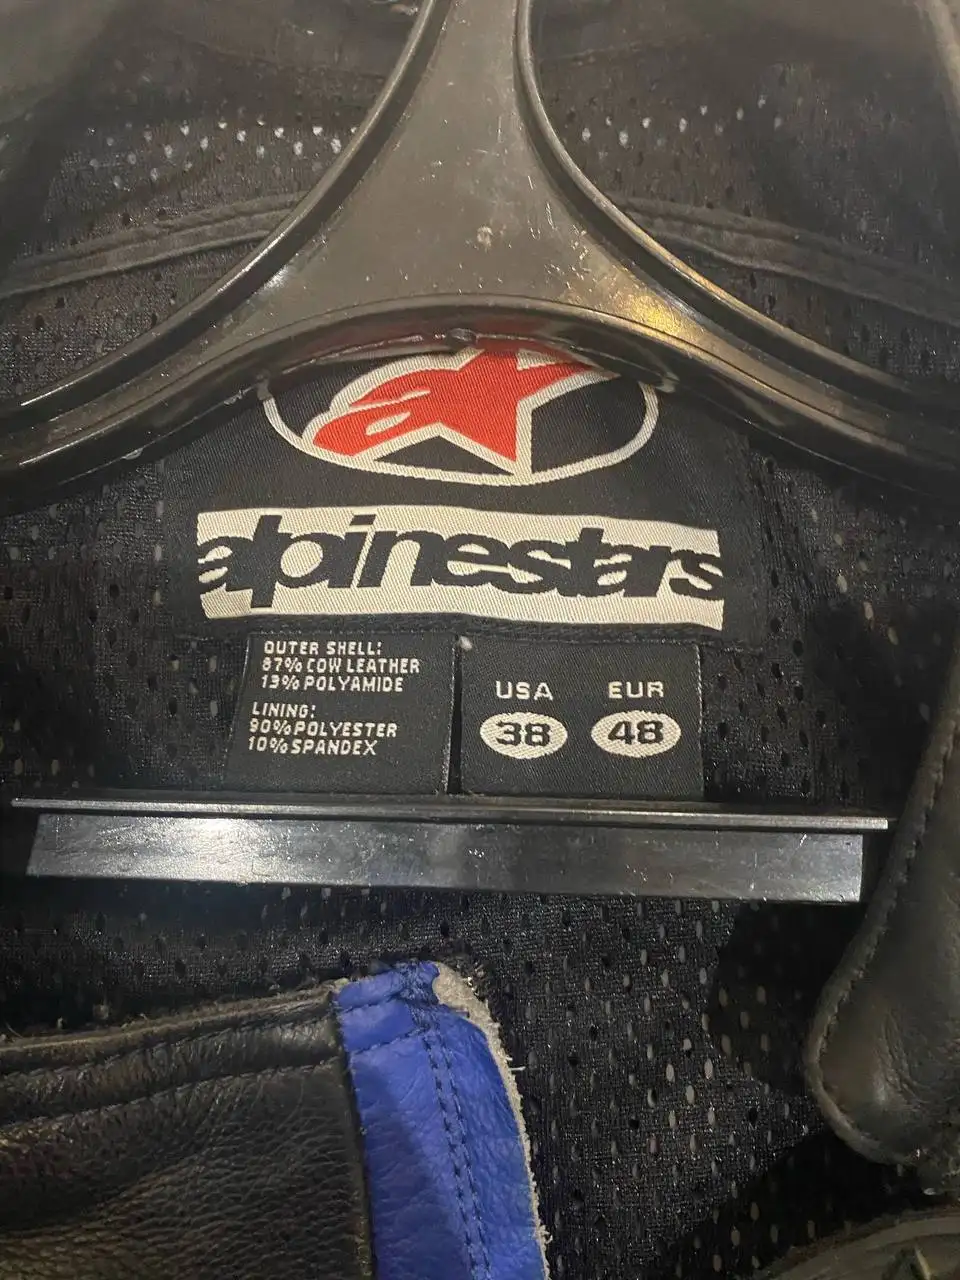 alpinestars
OUTER SHELL:
87% COW LEATHER
13% POLYAMIDE
LINING:
90% POLYESTER
10% SPANDEX
USA EUR
38 48